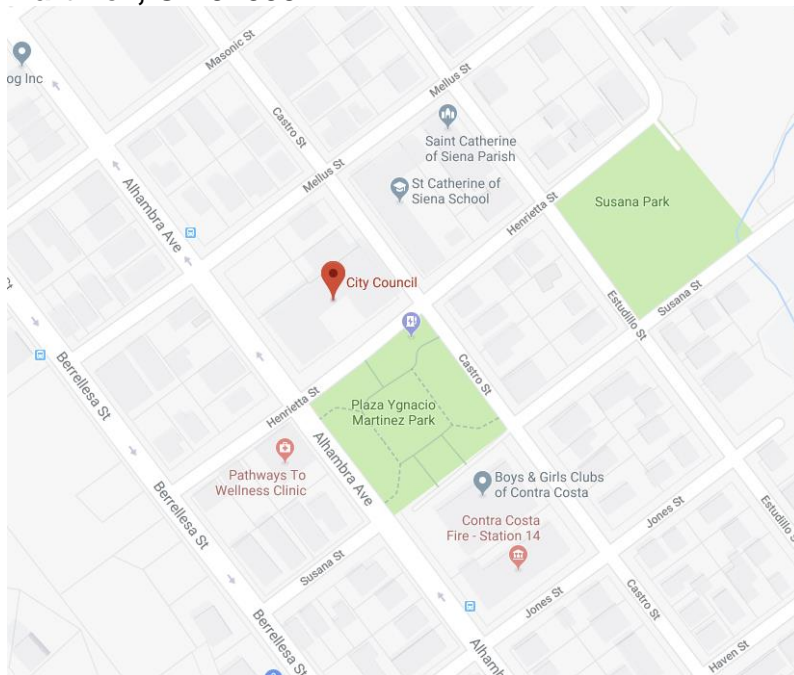 Masonic St
og Inc
Mellus St
Castro St
Saint Catherine
of Siena Parish
Mellus St
St Catherine of
Siena School
Alhambra Ave
Henrietta St
Susana Park
City Council
Susana St
Estudillo St
Berrellesa St
Castro St
Henrietta St
Plaza Ygnacio
Martinez Park
Alhambra Ave
Pathways To
Wellness Clinic
Boys & Girls Clubs
of Contra Costa
Berrellesa St
Contra Costa
Fire - Station 14
Jones St
Estudillo S
Susana St
Jones St
Castro St
Berrellesa St
Alhamb
Haven St